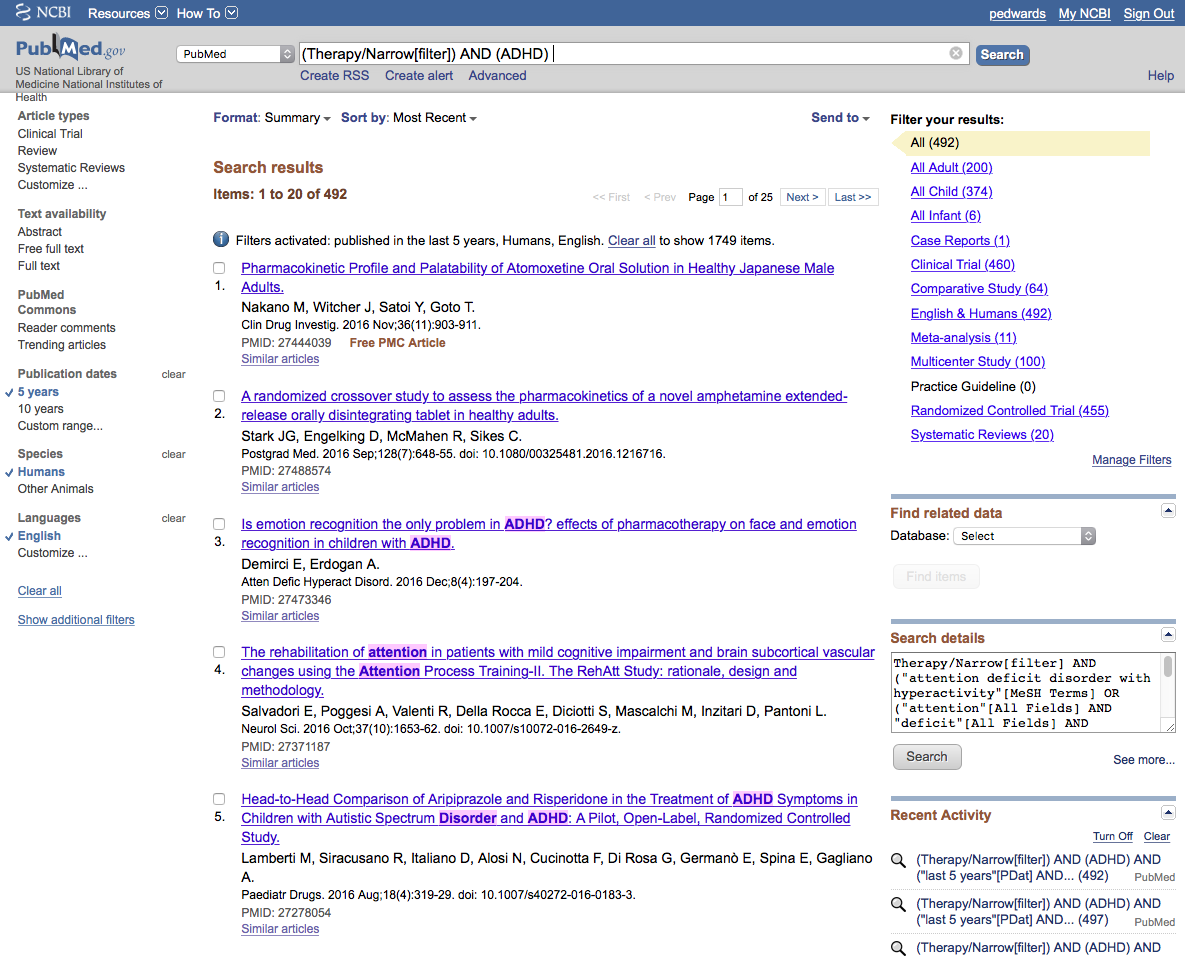 NCBI Resources How To pedwards My NCBI Sign Out
PubMed.gov
US National Library of
Medicine National Institutes of
Health
PubMed (Therapy/Narrow[filter]) AND (ADHD) Search
Create RSS Create alert Advanced Help
Article types
Clinical Trial
Review
Systematic Reviews
Customize ...
Text availability
Abstract
Free full text
Full text
PubMed
Commons
Reader comments
Trending articles
Publication dates clear
5 years
10 years
Custom range...
Species clear
Humans
Other Animals
Languages clear
English
Customize ...
Clear all
Show additional filters
Format: Summary Sort by: Most Recent Send to
Search results
Items: 1 to 20 of 492
<< First < Prev Page 1 of 25 Next > Last >>
Filters activated: published in the last 5 years, Humans, English. Clear all to show 1749 items.
Pharmacokinetic Profile and Palatability of Atomoxetine Oral Solution in Healthy Japanese Male
1. Adults.
Nakano M, Witcher J, Satoi Y, Goto T.
Clin Drug Investig. 2016 Nov;36(11):903-911.
PMID: 27444039 Free PMC Article
Similar articles
A randomized crossover study to assess the pharmacokinetics of a novel amphetamine extended-
2. release orally disintegrating tablet in healthy adults.
Stark JG, Engelking D, McMahen R, Sikes C.
Postgrad Med. 2016 Sep;128(7):648-55. doi: 10.1080/00325481.2016.1216716.
PMID: 27488574
Similar articles
Is emotion recognition the only problem in ADHD? effects of pharmacotherapy on face and emotion
3. recognition in children with ADHD.
Demirci E, Erdogan A.
Atten Defic Hyperact Disord. 2016 Dec;8(4):197-204.
PMID: 27473346
Similar articles
The rehabilitation of attention in patients with mild cognitive impairment and brain subcortical vascular
4. changes using the Attention Process Training-II. The RehAtt Study: rationale, design and
methodology.
Salvadori E, Poggesi A, Valenti R, Della Rocca E, Diciotti S, Mascalchi M, Inzitari D, Pantoni L.
Neurol Sci. 2016 Oct;37(10):1653-62. doi: 10.1007/s10072-016-2649-z.
PMID: 27371187
Similar articles
Head-to-Head Comparison of Aripiprazole and Risperidone in the Treatment of ADHD Symptoms in
5. Children with Autistic Spectrum Disorder and ADHD: A Pilot, Open-Label, Randomized Controlled
Study.
Lamberti M, Siracusano R, Italiano D, Alosi N, Cucinotta F, Di Rosa G, Germanò E, Spina E, Gagliano
A.
Paediatr Drugs. 2016 Aug;18(4):319-29. doi: 10.1007/s40272-016-0183-3.
PMID: 27278054
Similar articles
Filter your results:
All (492)
All Adult (200)
All Child (374)
All Infant (6)
Case Reports (1)
Clinical Trial (460)
Comparative Study (64)
English & Humans (492)
Meta-analysis (11)
Multicenter Study (100)
Practice Guideline (0)
Randomized Controlled Trial (455)
Systematic Reviews (20)
Manage Filters
Find related data
Database: Select
Find items
Search details
Therapy/Narrow[filter] AND
("attention deficit disorder with
hyperactivity"[MeSH Terms] OR
("attention"[All Fields] AND
"deficit"[All Fields] AND
Search
See more...
Recent Activity
Turn Off Clear
(Therapy/Narrow[filter]) AND (ADHD) AND
("last 5 years"[PDat] AND... (492) PubMed
(Therapy/Narrow[filter]) AND (ADHD) AND
("last 5 years"[PDat] AND... (497) PubMed
(Therapy/Narrow[filter]) AND (ADHD) AND